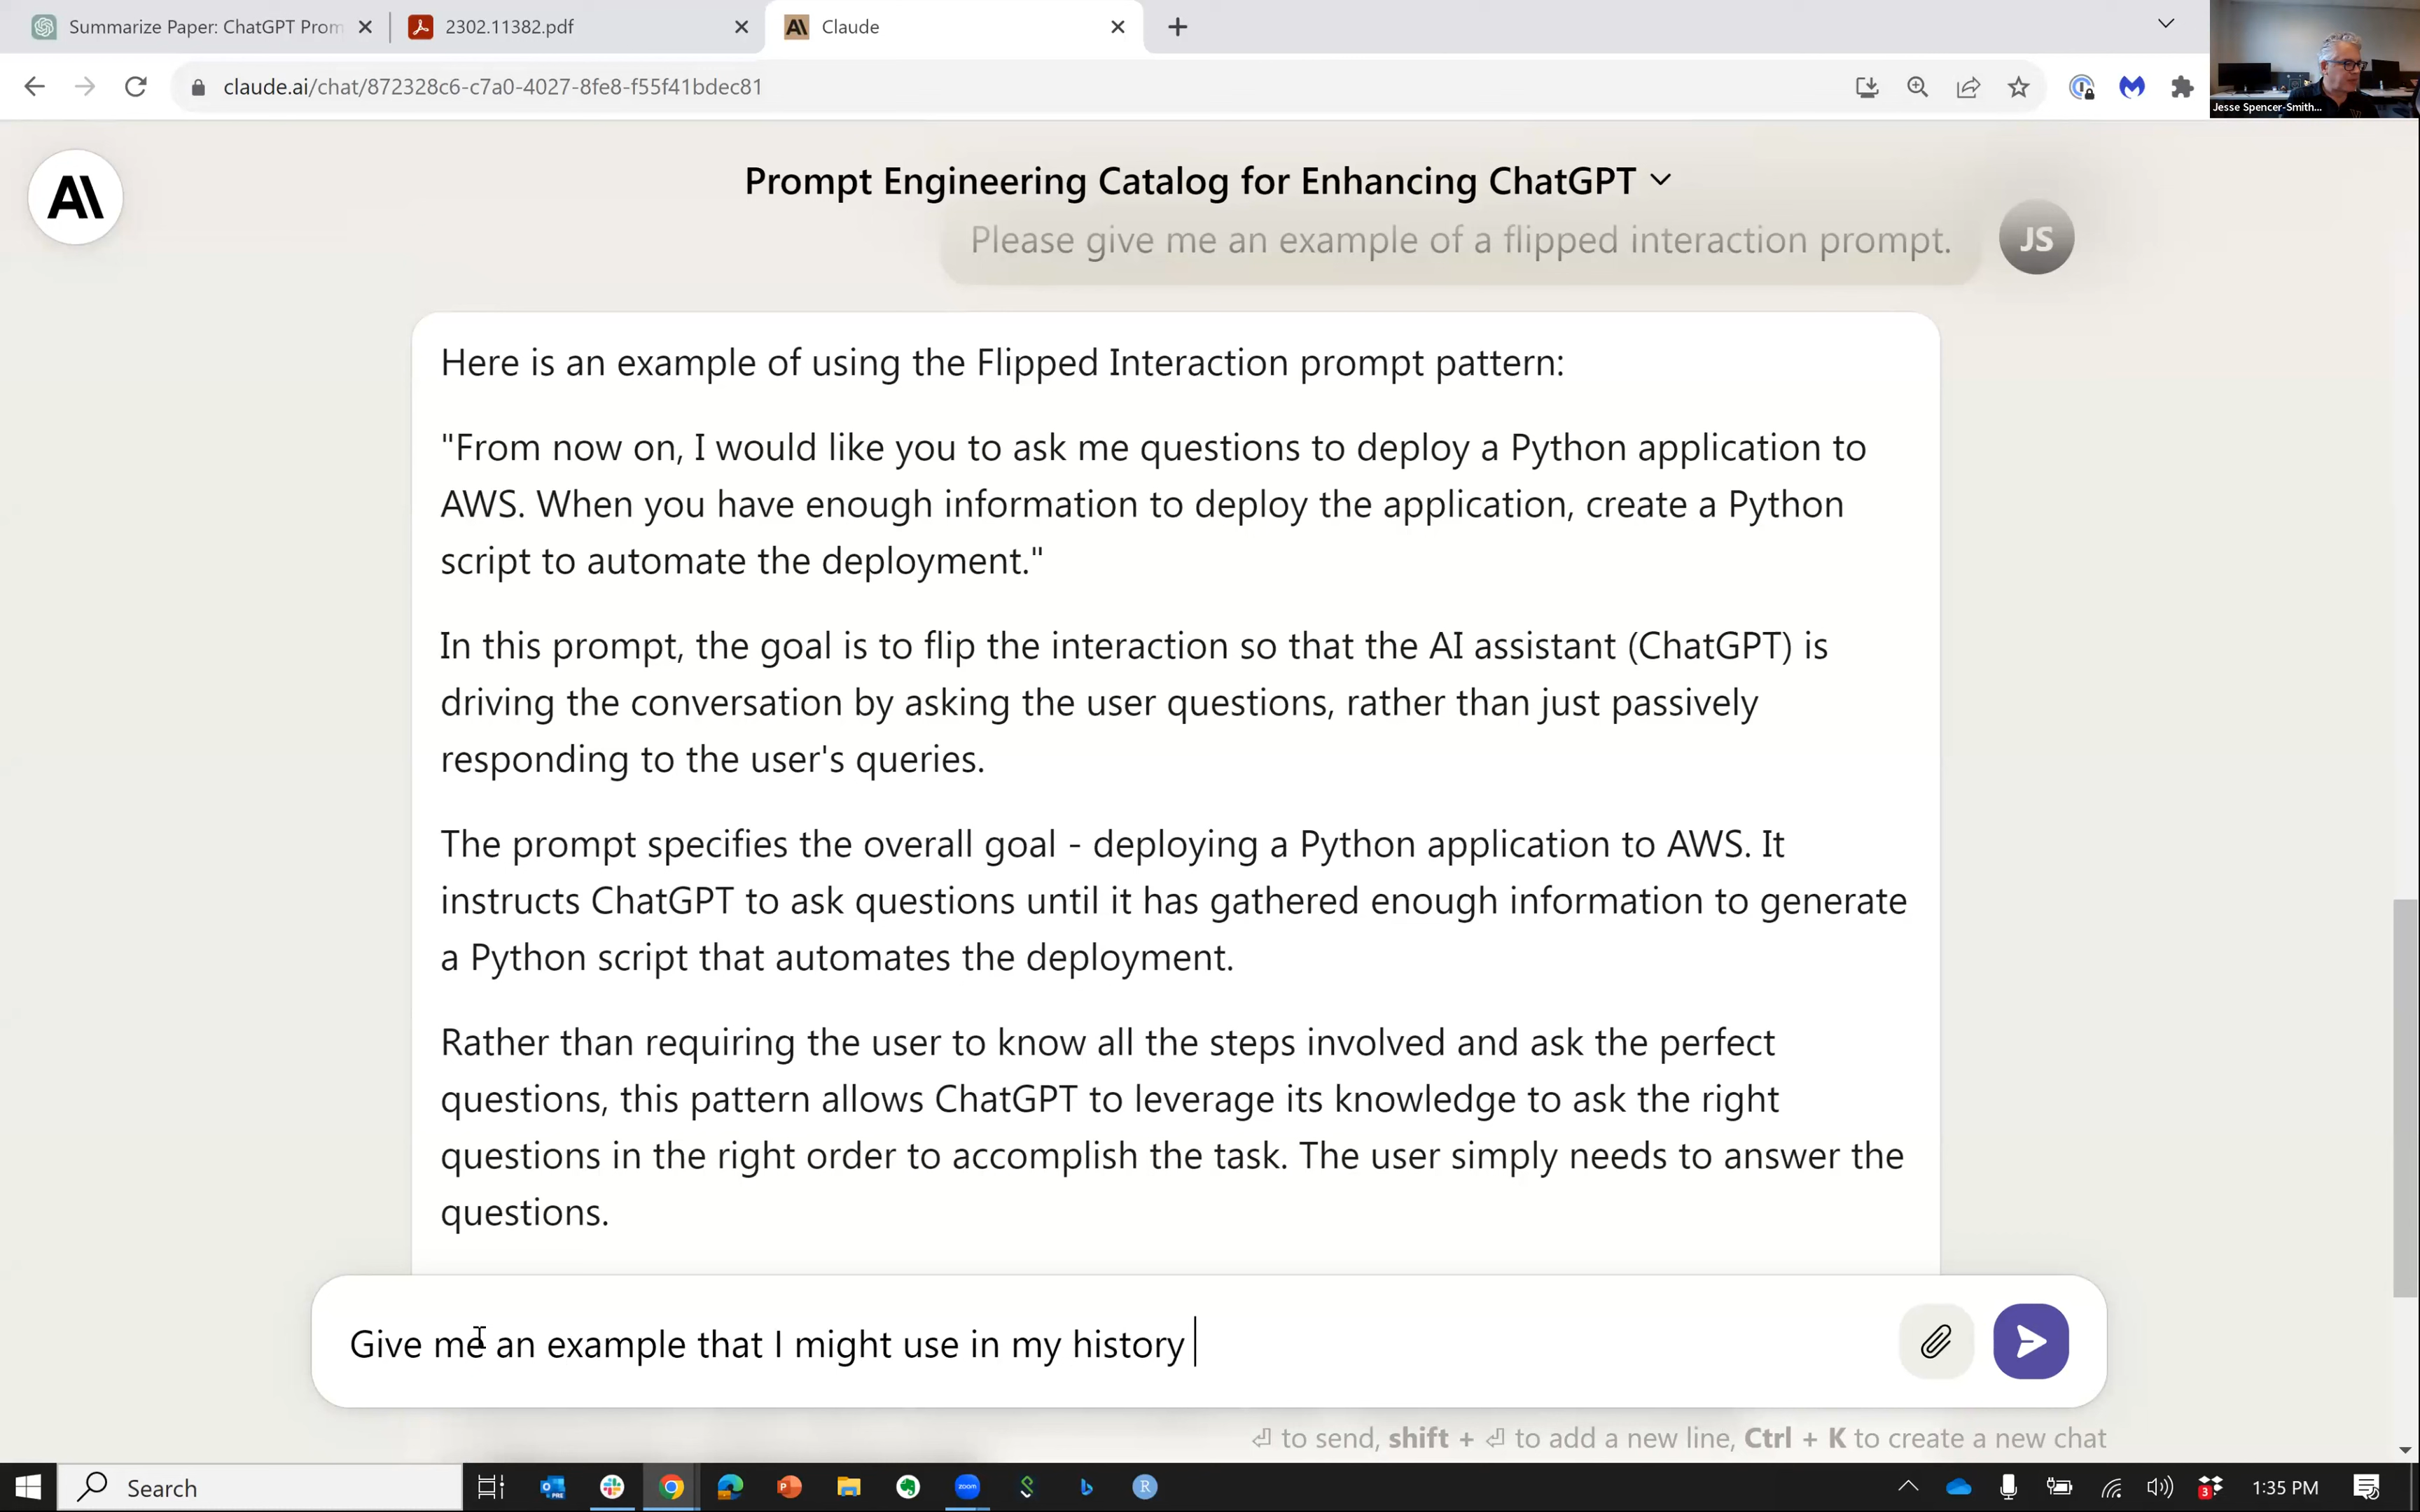 Summarize Paper: ChatGPT Prom
2302.11382.pdf
Claude
claude.ai/chat/872328c6-c7a0-4027-8fe8-f55f41bdec81
Jesse Spencer-Smith...
Prompt Engineering Catalog for Enhancing ChatGPT
Please give me an example of a flipped interaction prompt.
JS
Here is an example of using the Flipped Interaction prompt pattern:
"From now on, I would like you to ask me questions to deploy a Python application to
AWS. When you have enough information to deploy the application, create a Python
script to automate the deployment."
In this prompt, the goal is to flip the interaction so that the AI assistant (ChatGPT) is
driving the conversation by asking the user questions, rather than just passively
responding to the user's queries.
The prompt specifies the overall goal - deploying a Python application to AWS. It
instructs ChatGPT to ask questions until it has gathered enough information to generate
a Python script that automates the deployment.
Rather than requiring the user to know all the steps involved and ask the perfect
questions, this pattern allows ChatGPT to leverage its knowledge to ask the right
questions in the right order to accomplish the task. The user simply needs to answer the
questions.
Give me an example that I might use in my history
⏎ to send, shift + ⏎ to add a new line, Ctrl + K to create a new chat
Search
1:35 PM